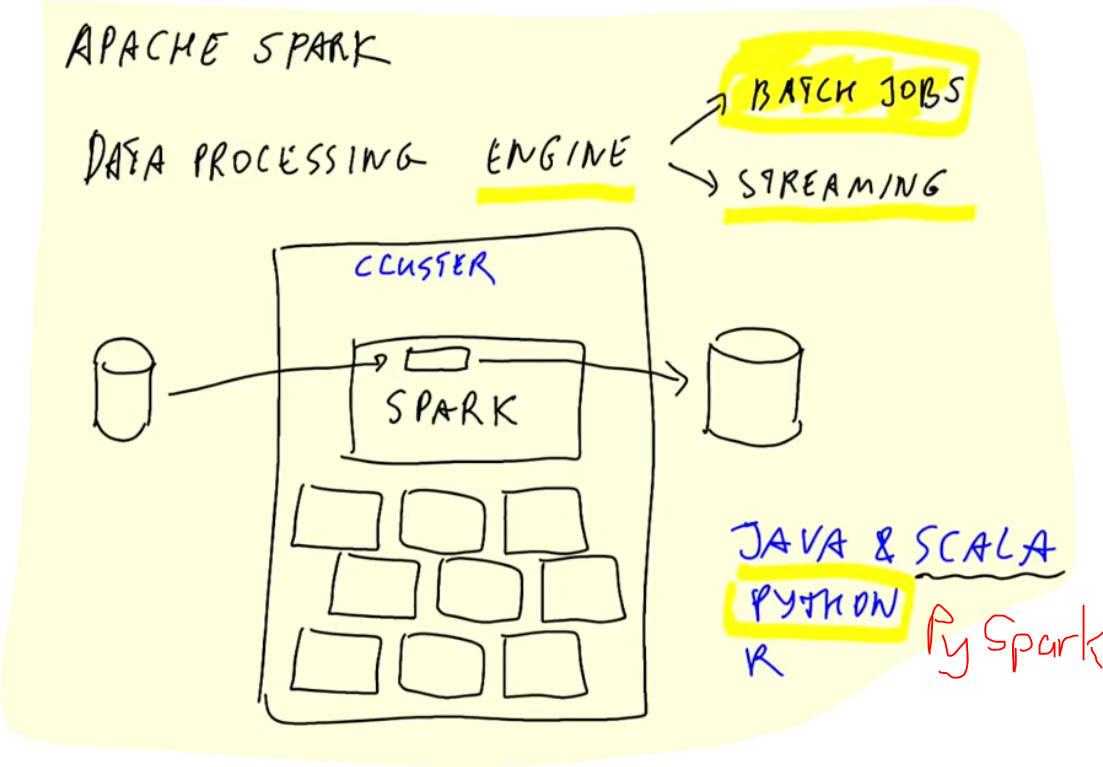 APACHE SPARK
BATCH JOBS
DATA PROCESSING ENGINE
STREAMING
CLUSTER
SPARK
JAVA & SCALA
PYTHON
PySpark
R